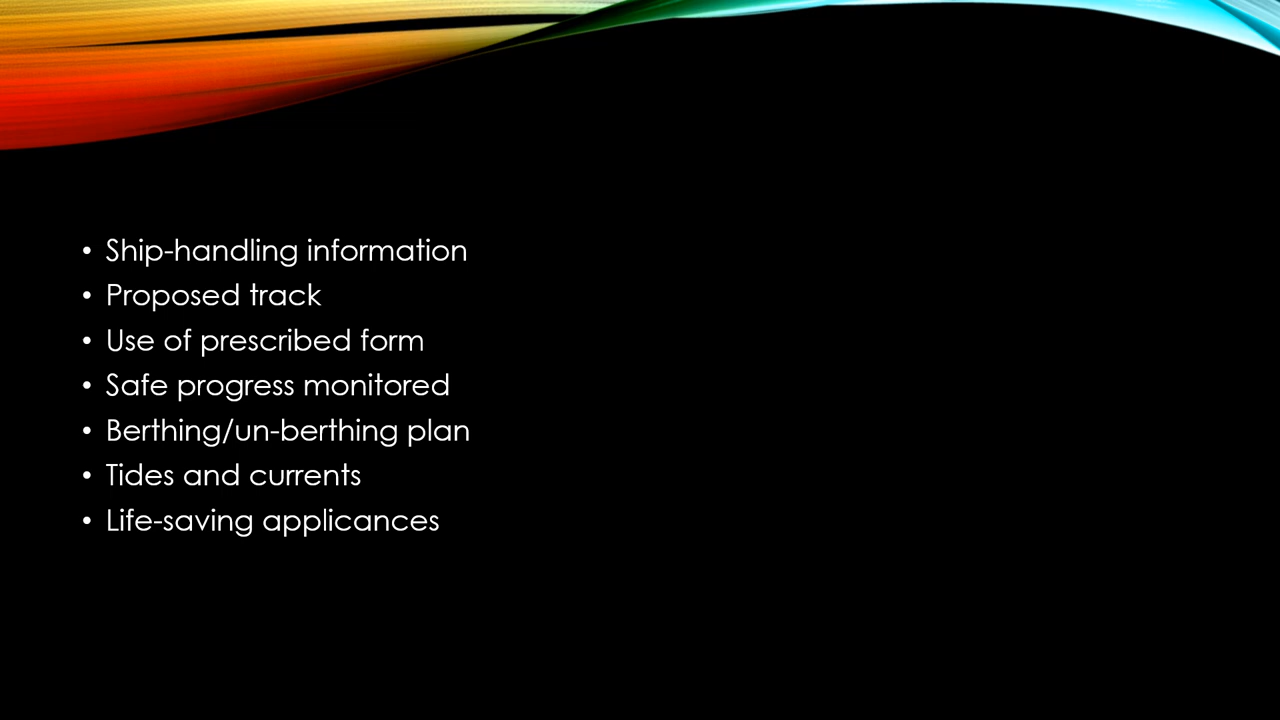 • Ship-handling information
• Proposed track
• Use of prescribed form
• Safe progress monitored
• Berthing/un-berthing plan
• Tides and currents
• Life-saving applicances